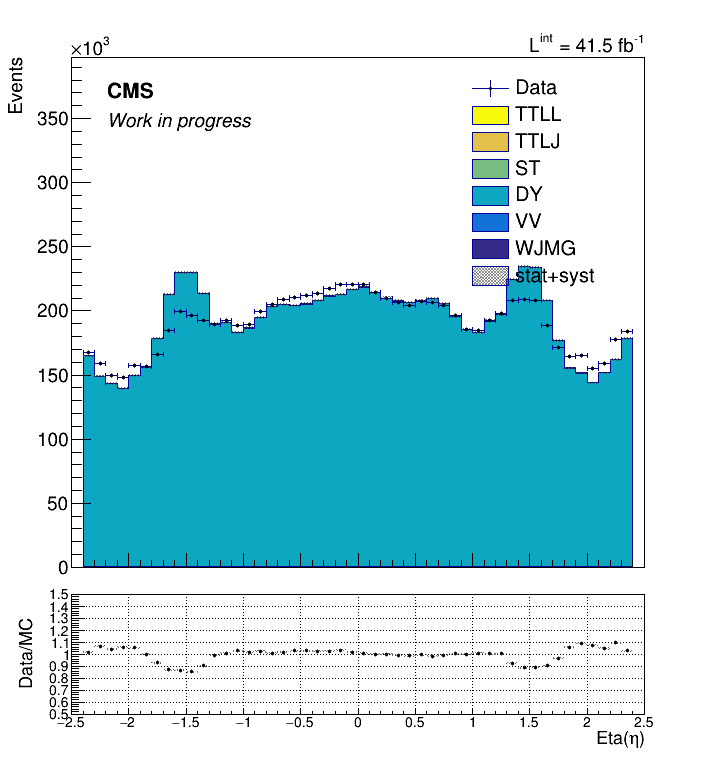 ×10³
L^int = 41.5 fb⁻¹
Events
CMS
Work in progress
Data
TTLL
TTLJ
ST
DY
VV
WJMG
stat+syst
350
300
250
200
150
100
50
0
Data/MC
1.5
1.4
1.3
1.2
1.1
1
0.9
0.8
0.7
0.6
0.5
−2.5 −2 −1.5 −1 −0.5 0 0.5 1 1.5 2 2.5
Eta(η)